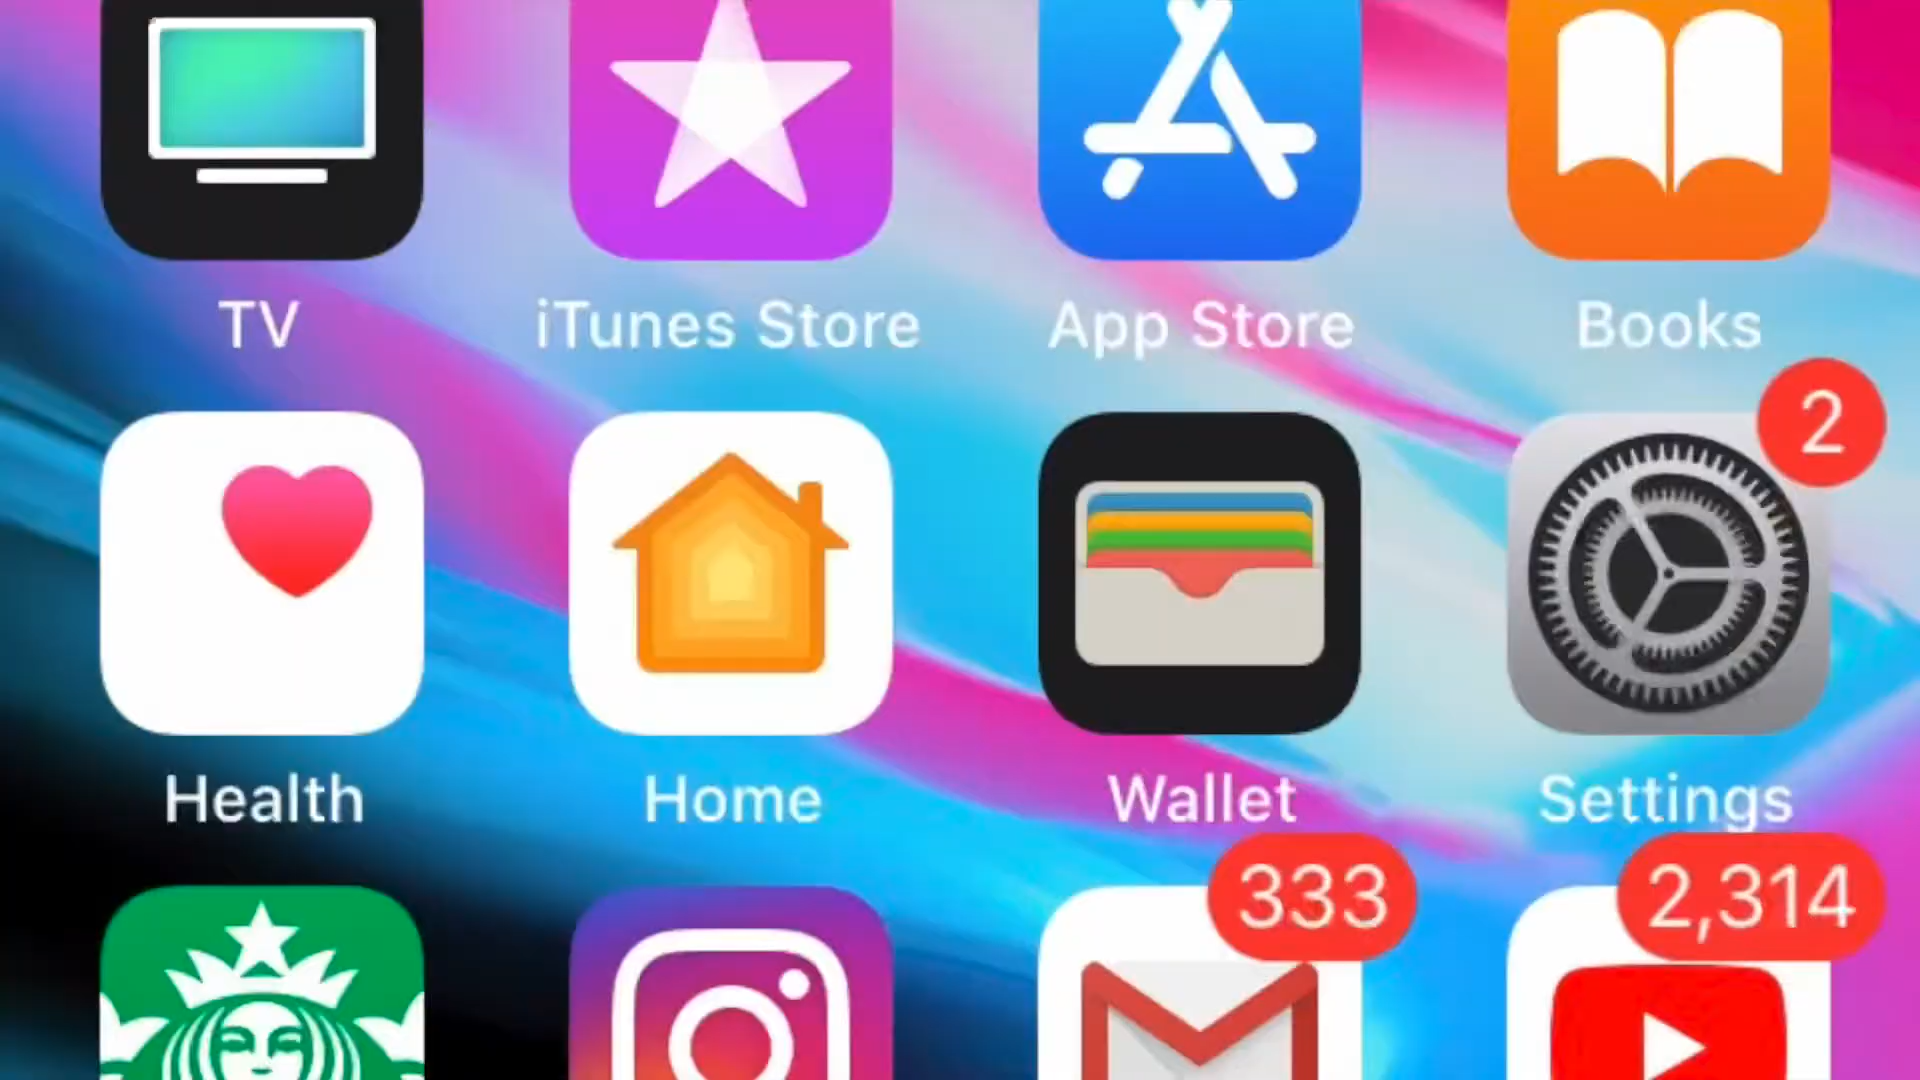 TV
iTunes Store
App Store
Books
2
Health
Home
Wallet
Settings
333
2,314